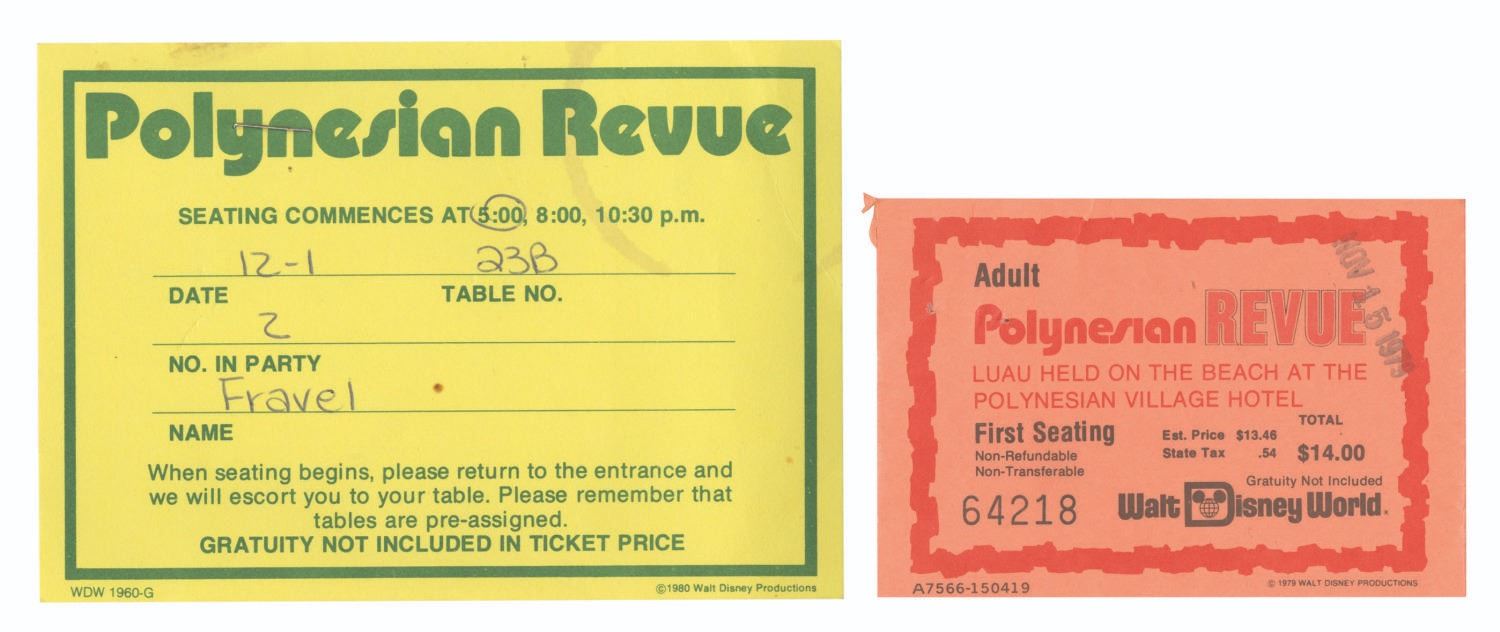 Polynesian Revue
SEATING COMMENCES AT 5:00, 8:00, 10:30 p.m.
12-1 23B
DATE TABLE NO.
2
NO. IN PARTY
Fravel
NAME
When seating begins, please return to the entrance and
we will escort you to your table. Please remember that
tables are pre-assigned.
GRATUITY NOT INCLUDED IN TICKET PRICE
WDW 1960-G ©1980 Walt Disney Productions
NOV 15 1979
Adult
Polynesian REVUE
LUAU HELD ON THE BEACH AT THE
POLYNESIAN VILLAGE HOTEL
First Seating Est. Price $13.46 TOTAL
Non-Refundable State Tax .54 $14.00
Non-Transferable
Gratuity Not Included
64218 Walt Disney World.
A7566-150419 © 1979 WALT DISNEY PRODUCTIONS